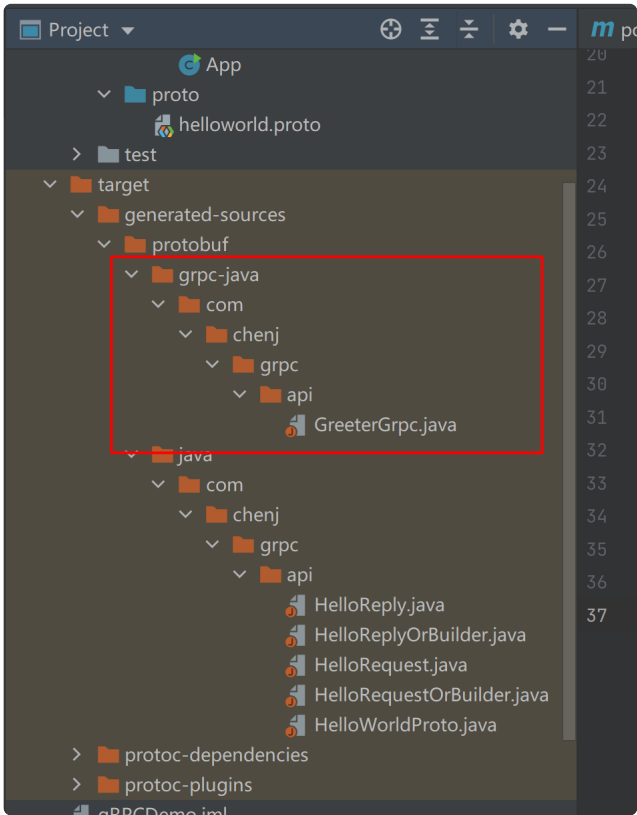 Project
m po
App
20
proto
21
helloworld.proto
22
test
23
target
24
generated-sources
25
protobuf
26
grpc-java
27
com
28
chenj
29
grpc
30
api
31
GreeterGrpc.java
32
java
33
com
34
chenj
35
grpc
36
api
37
HelloReply.java
HelloReplyOrBuilder.java
HelloRequest.java
HelloRequestOrBuilder.java
HelloWorldProto.java
protoc-dependencies
protoc-plugins
gRPCDemo.iml